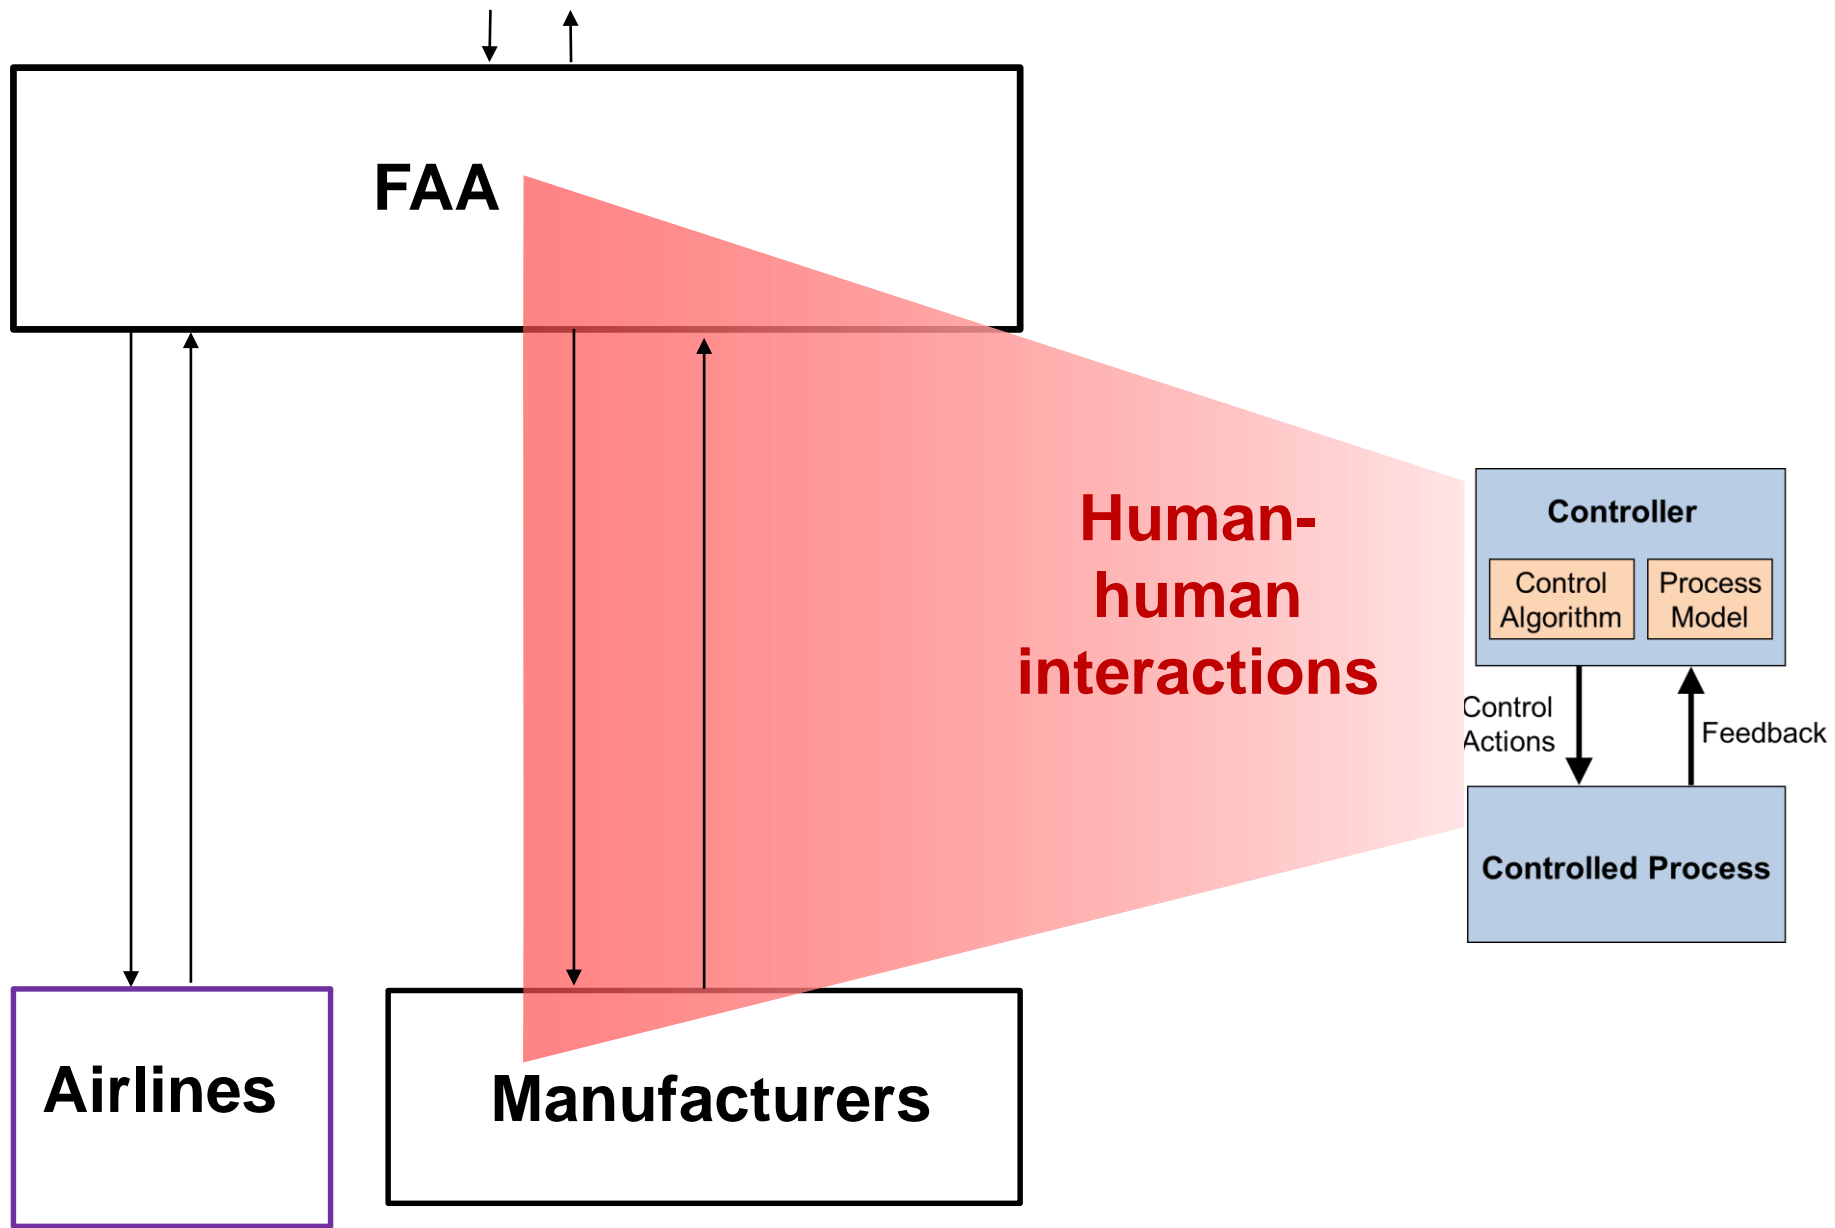 FAA
Human-
human
interactions
Controller
Control
Algorithm
Process
Model
Control
Actions
Feedback
Controlled Process
Airlines
Manufacturers